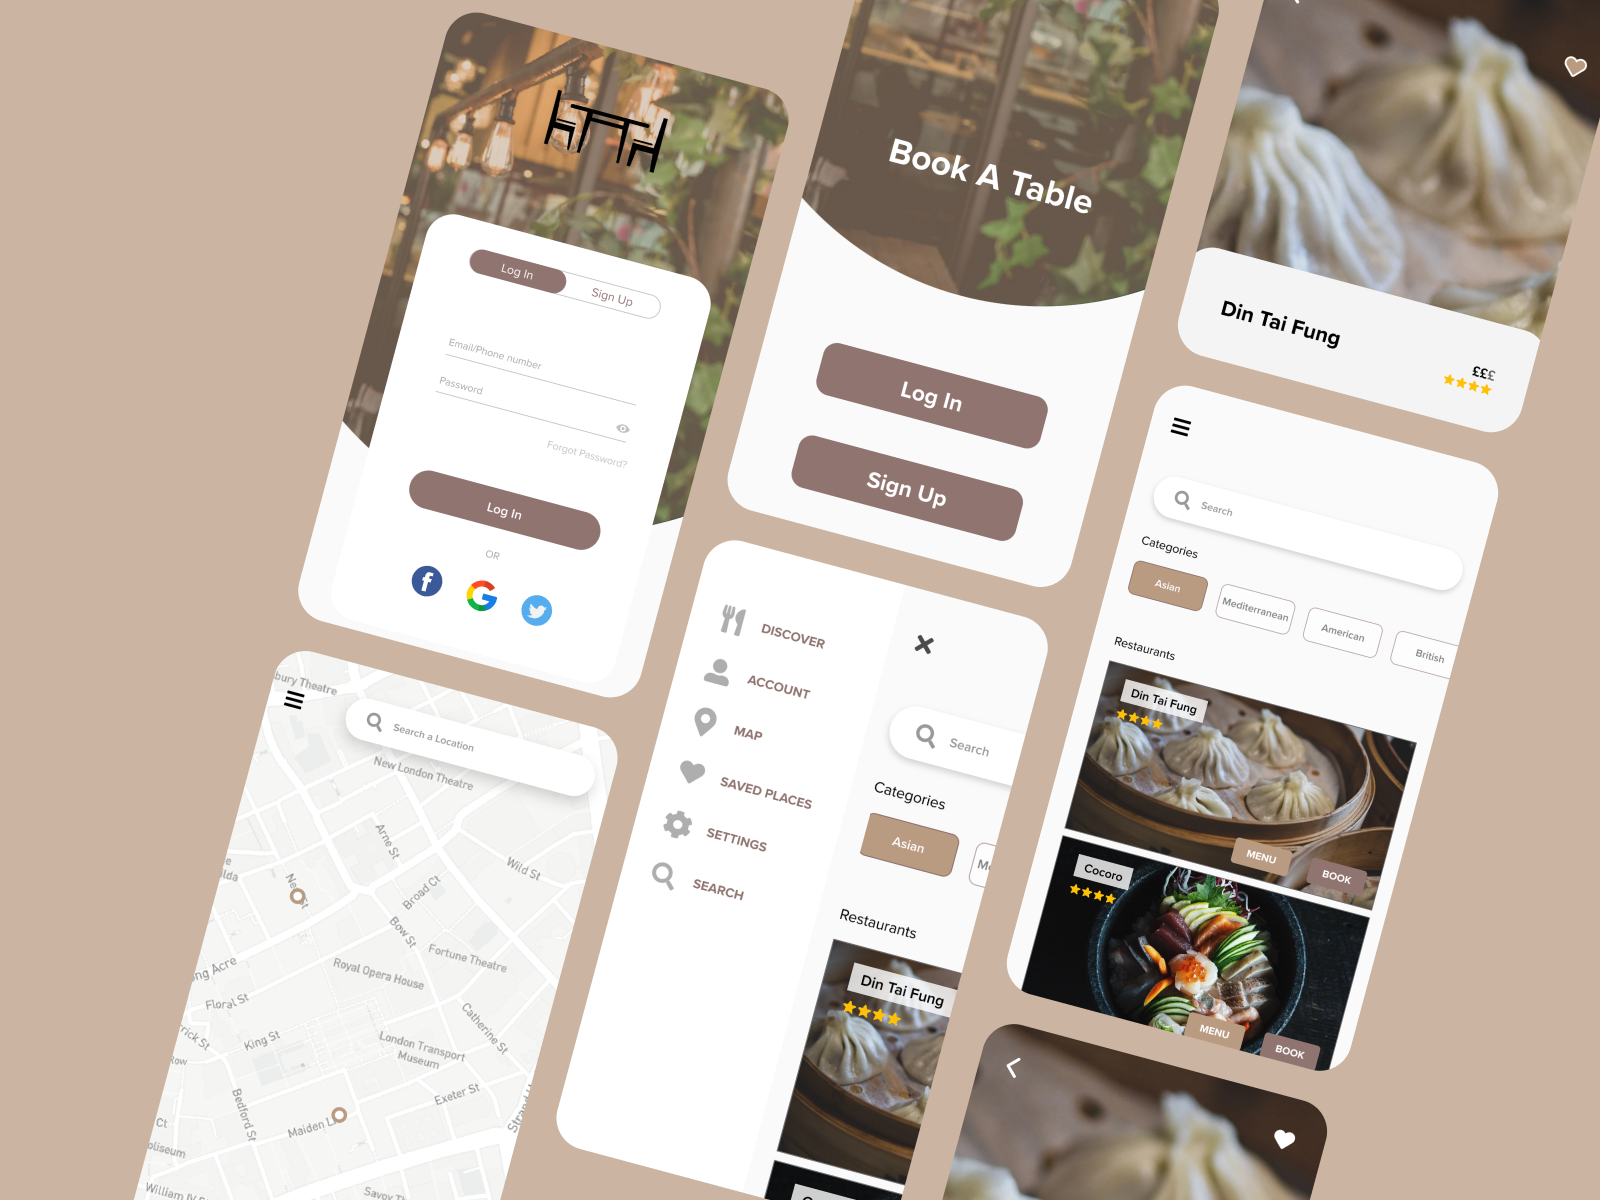 Log In
Sign Up
Email/Phone number
Password
Forgot Password?
Log In
OR
Book A Table
Log In
Sign Up
Din Tai Fung
£££
Search
Categories
Asian
Mediterranean
American
British
Restaurants
Din Tai Fung
MENU
BOOK
Cocoro
MENU
BOOK
DISCOVER
ACCOUNT
MAP
SAVED PLACES
SETTINGS
SEARCH
Search
Categories
Asian
Restaurants
Din Tai Fung
bury Theatre
Search a Location
New London Theatre
Arne St
Wild St
Broad Ct
Bow St
Fortune Theatre
Royal Opera House
ng Acre
Floral St
rick St
King St
Row
Catherine St
London Transport
Museum
Bedford St
Exeter St
Maiden L
Strand
Ct
oliseum
William IV S
Savoy